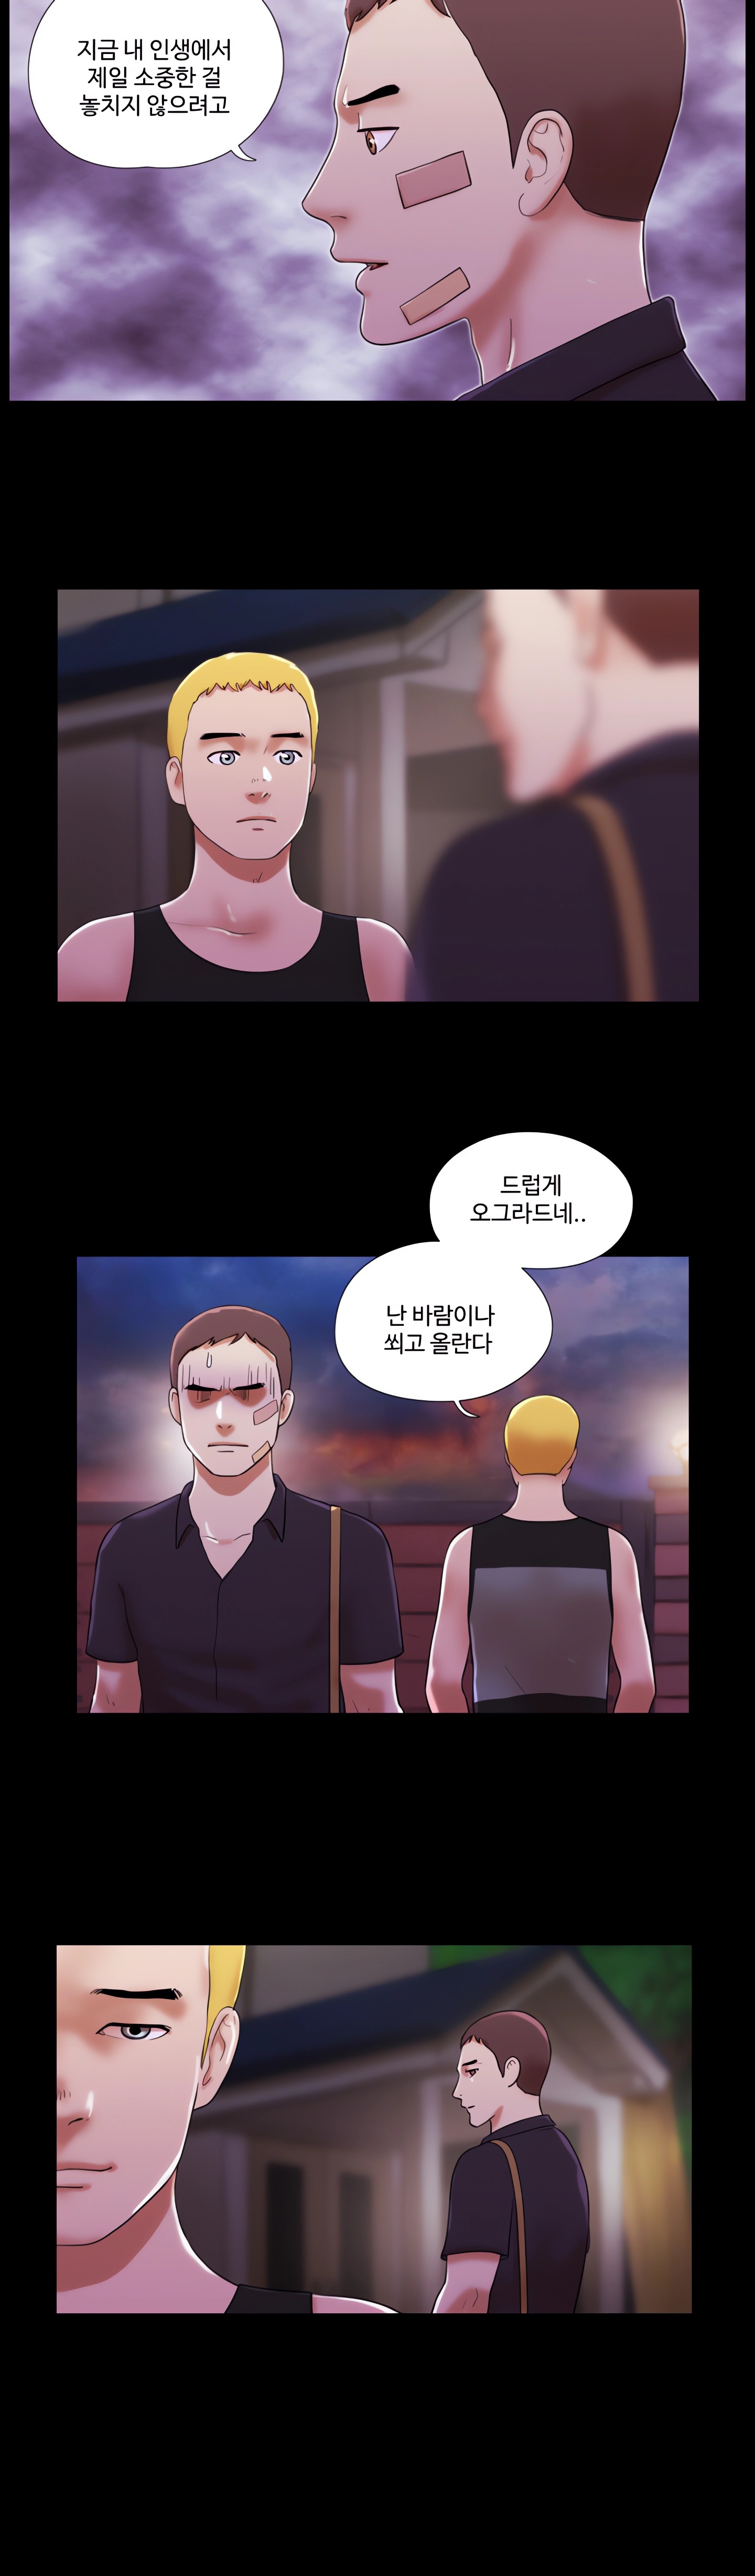 지금 내 인생에서
제일 소중한 걸
놓치지 않으려고
드럽게
오그라드네..
난 바람이나
쐬고 올란다